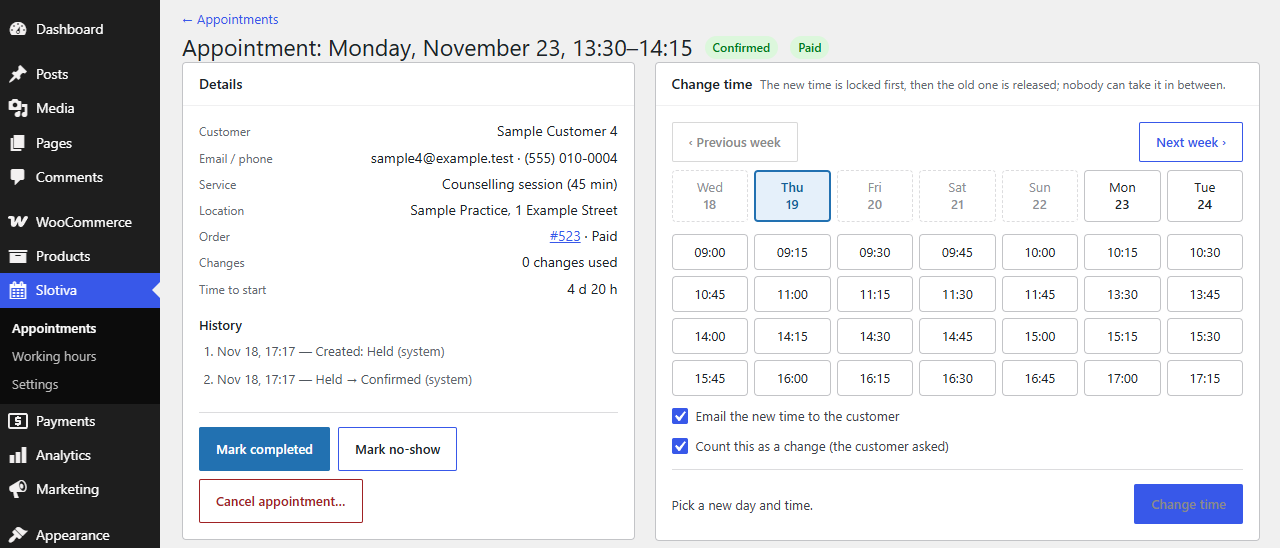 Dashboard
Posts
Media
Pages
Comments
WooCommerce
Products
Slotiva
Appointments
Working hours
Settings
Payments
Analytics
Marketing
Appearance
← Appointments
Appointment: Monday, November 23, 13:30–14:15 Confirmed Paid
Details
Customer Sample Customer 4
Email / phone sample4@example.test · (555) 010-0004
Service Counselling session (45 min)
Location Sample Practice, 1 Example Street
Order #523 · Paid
Changes 0 changes used
Time to start 4 d 20 h
History
1. Nov 18, 17:17 — Created: Held (system)
2. Nov 18, 17:17 — Held → Confirmed (system)
Mark completed Mark no-show
Cancel appointment...
Change time The new time is locked first, then the old one is released; nobody can take it in between.
‹ Previous week Next week ›
Wed Thu Fri Sat Sun Mon Tue
18 19 20 21 22 23 24
09:00 09:15 09:30 09:45 10:00 10:15 10:30
10:45 11:00 11:15 11:30 11:45 13:30 13:45
14:00 14:15 14:30 14:45 15:00 15:15 15:30
15:45 16:00 16:15 16:30 16:45 17:00 17:15
Email the new time to the customer
Count this as a change (the customer asked)
Pick a new day and time. Change time